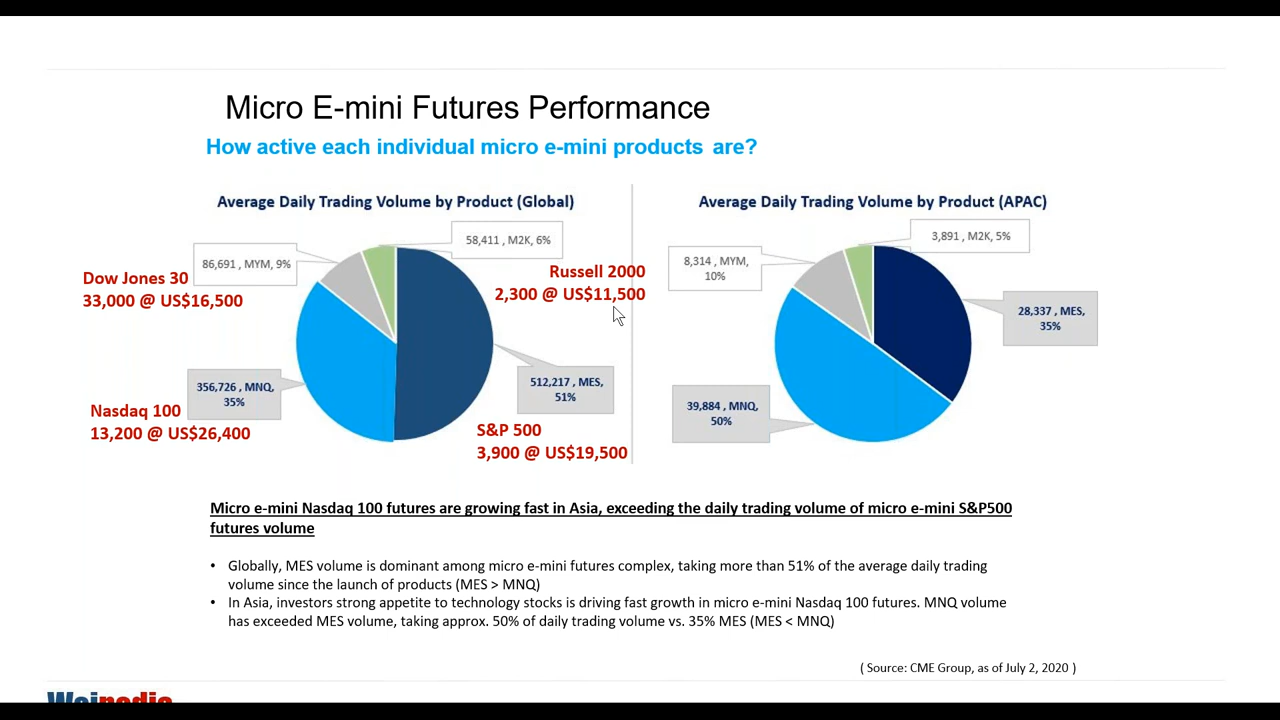 Micro E-mini Futures Performance
How active each individual micro e-mini products are?
Average Daily Trading Volume by Product (Global)
58,411 , M2K, 6%
86,691 , MYM, 9%
Dow Jones 30
33,000 @ US$16,500
Russell 2000
2,300 @ US$11,500
356,726 , MNQ,
35%
512,217 , MES,
51%
Nasdaq 100
13,200 @ US$26,400
S&P 500
3,900 @ US$19,500
Average Daily Trading Volume by Product (APAC)
3,891 , M2K, 5%
8,314 , MYM,
10%
28,337 , MES,
35%
39,884 , MNQ,
50%
Micro e-mini Nasdaq 100 futures are growing fast in Asia, exceeding the daily trading volume of micro e-mini S&P500
futures volume
• Globally, MES volume is dominant among micro e-mini futures complex, taking more than 51% of the average daily trading
volume since the launch of products (MES > MNQ)
• In Asia, investors strong appetite to technology stocks is driving fast growth in micro e-mini Nasdaq 100 futures. MNQ volume
has exceeded MES volume, taking approx. 50% of daily trading volume vs. 35% MES (MES < MNQ)
( Source: CME Group, as of July 2, 2020 )